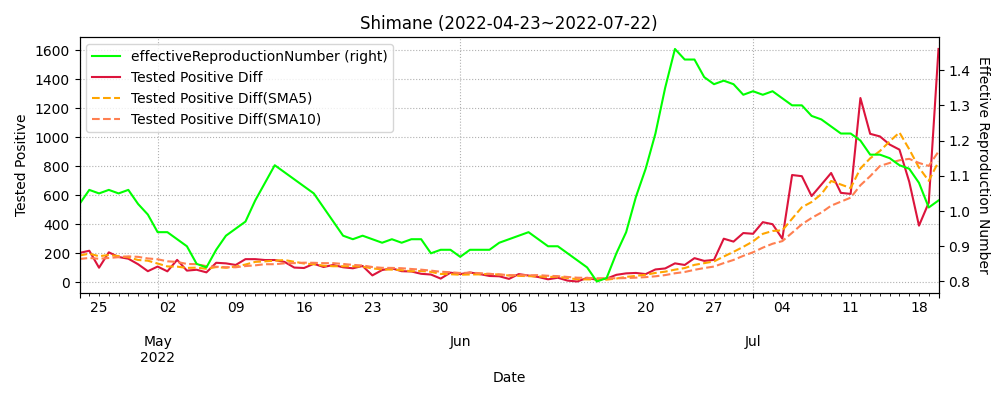 Shimane (2022-04-23~2022-07-22)
effectiveReproductionNumber (right)
Tested Positive Diff
Tested Positive Diff(SMA5)
Tested Positive Diff(SMA10)
Tested Positive
1600
1400
1200
1000
800
600
400
200
0
Effective Reproduction Number
1.4
1.3
1.2
1.1
1.0
0.9
0.8
25 02 09 16 23 30 06 13 20 27 04 11 18
May Jun Jul
2022
Date